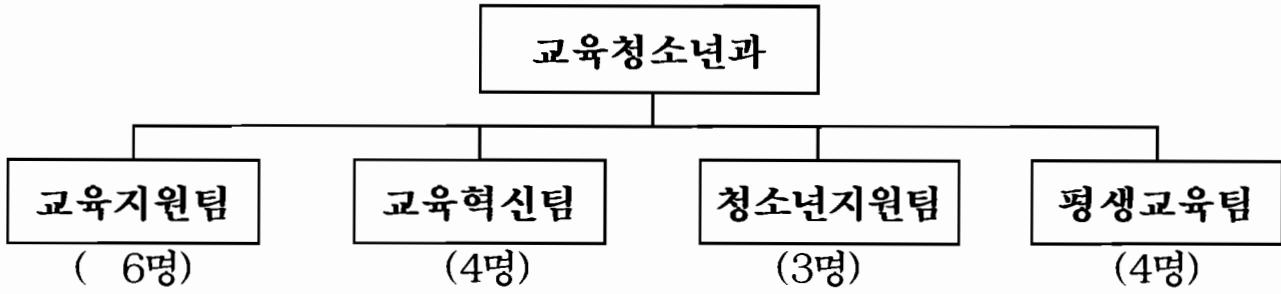 교육청소년과
교육지원팀 교육혁신팀 청소년지원팀 평생교육팀
( 6명) (4명) (3명) (4명)